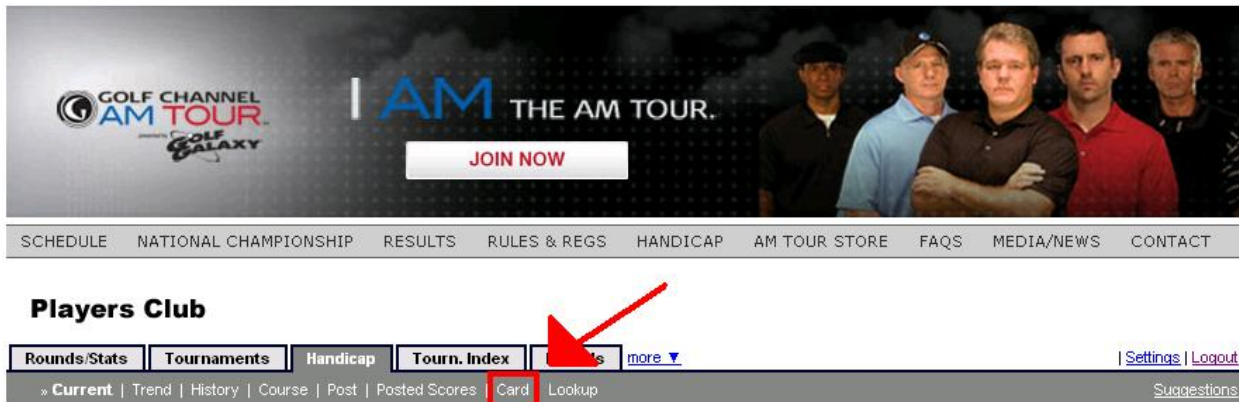 GOLF CHANNEL
AM TOUR
powered by GOLF
GALAXY
I AM THE AM TOUR.
JOIN NOW
SCHEDULE NATIONAL CHAMPIONSHIP RESULTS RULES & REGS HANDICAP AM TOUR STORE FAQS MEDIA/NEWS CONTACT
Players Club
Rounds/Stats Tournaments Handicap Tourn. Index more ▼ | Settings | Logout
» Current | Trend | History | Course | Post | Posted Scores | Card | Lookup Suggestions